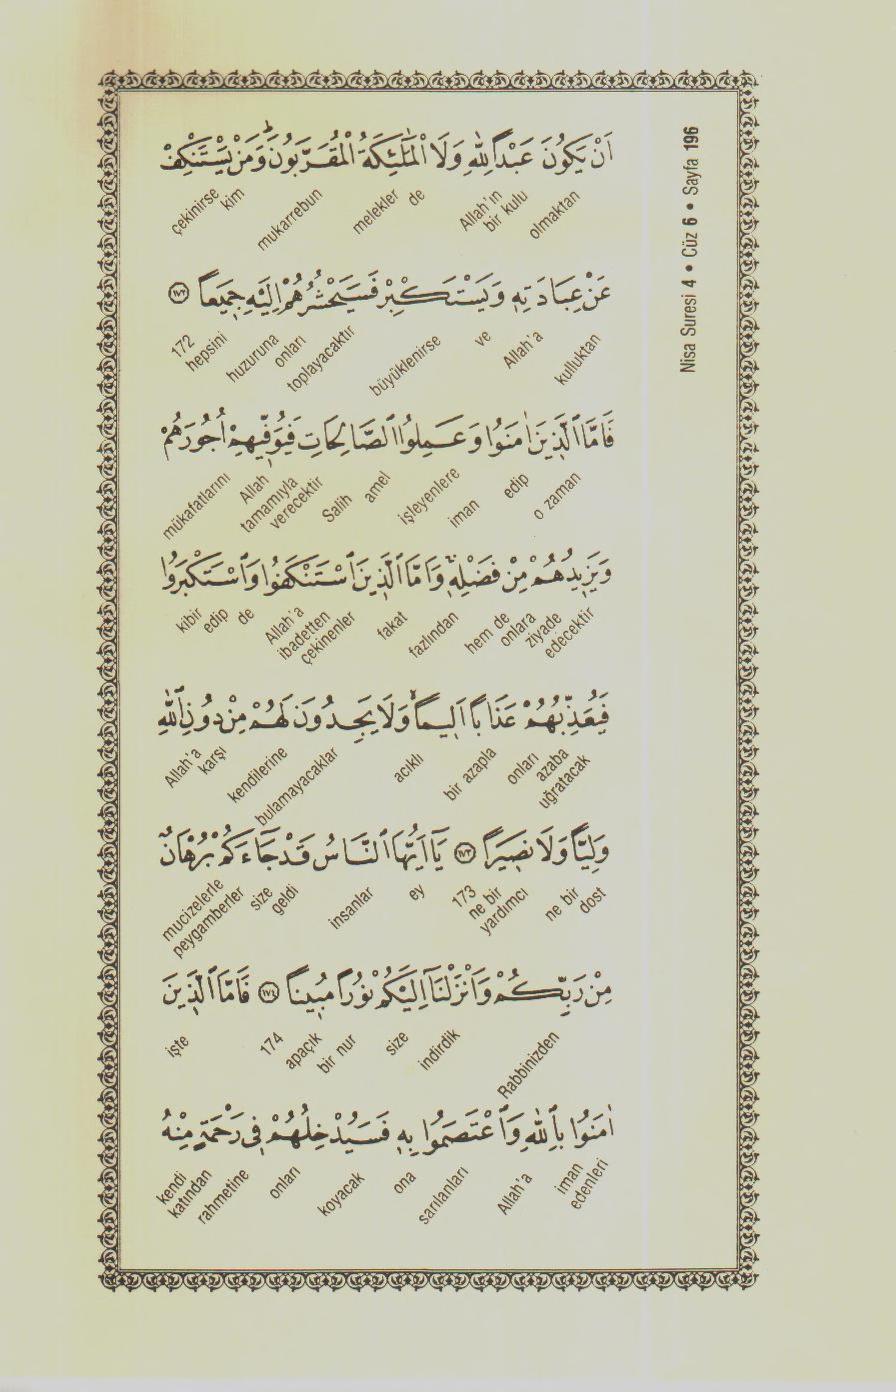 Nisa Suresi 4 • Cüz 6 • Sayfa 196
اَنْ يَكُونَ عَبْدًا لِلّٰهِ وَلَا الْمَلٰٓئِكَةُ الْمُقَرَّبُونَۜ وَمَنْ يَسْتَنْكِفْ
olmaktan Allah'ın bir kulu de melekler mukarrebun kim çekinirse
عَنْ عِبَادَتِه۪ وَيَسْتَكْبِرْ فَسَيَحْشُرُهُمْ اِلَيْهِ جَم۪يعًا ﴿١٧٢﴾
kulluktan Allah'a ve büyüklenirse toplayacaktır onları huzuruna hepsini 172
فَاَمَّا الَّذ۪ينَ اٰمَنُوا وَعَمِلُوا الصَّالِحَاتِ فَيُوَفّ۪يهِمْ اُجُورَهُمْ
o zaman edip iman işleyenlere amel Salih Allah tamamıyla verecektir mükafatlarını
وَيَز۪يدُهُمْ مِنْ فَضْلِه۪ۚ وَاَمَّا الَّذ۪ينَ اسْتَنْكَفُوا وَاسْتَكْبَرُوا
hem de onlara ziyade edecektir fazlından fakat Allah'a ibadetten çekinenler de edip kibir
فَيُعَذِّبُهُمْ عَذَابًا اَل۪يمًاۙ وَلَا يَجِدُونَ لَهُمْ مِنْ دُونِ اللّٰهِ
onları azaba uğratacak bir azapla acıklı bulamayacaklar kendilerine Allah'a karşı
وَلِيًّا وَلَا نَص۪يرًا ﴿١٧٣﴾ يَٓا اَيُّهَا النَّاسُ قَدْ جَٓاءَكُمْ بُرْهَانٌ
ne bir dost ne bir yardımcı 173 ey insanlar size geldi mucizelerle peygamberler
مِنْ رَبِّكُمْ وَاَنْزَلْنَٓا اِلَيْكُمْ نُورًا مُب۪ينًا ﴿١٧٤﴾ فَاَمَّا الَّذ۪ينَ
Rabbinizden indirdik size bir nur apaçık 174 işte
اٰمَنُوا بِاللّٰهِ وَاعْتَصَمُوا بِه۪ فَسَيُدْخِلُهُمْ ف۪ي رَحْمَةٍ مِنْهُ
iman edenleri Allah'a sarılanları ona koyacak onları rahmetine kendi katından